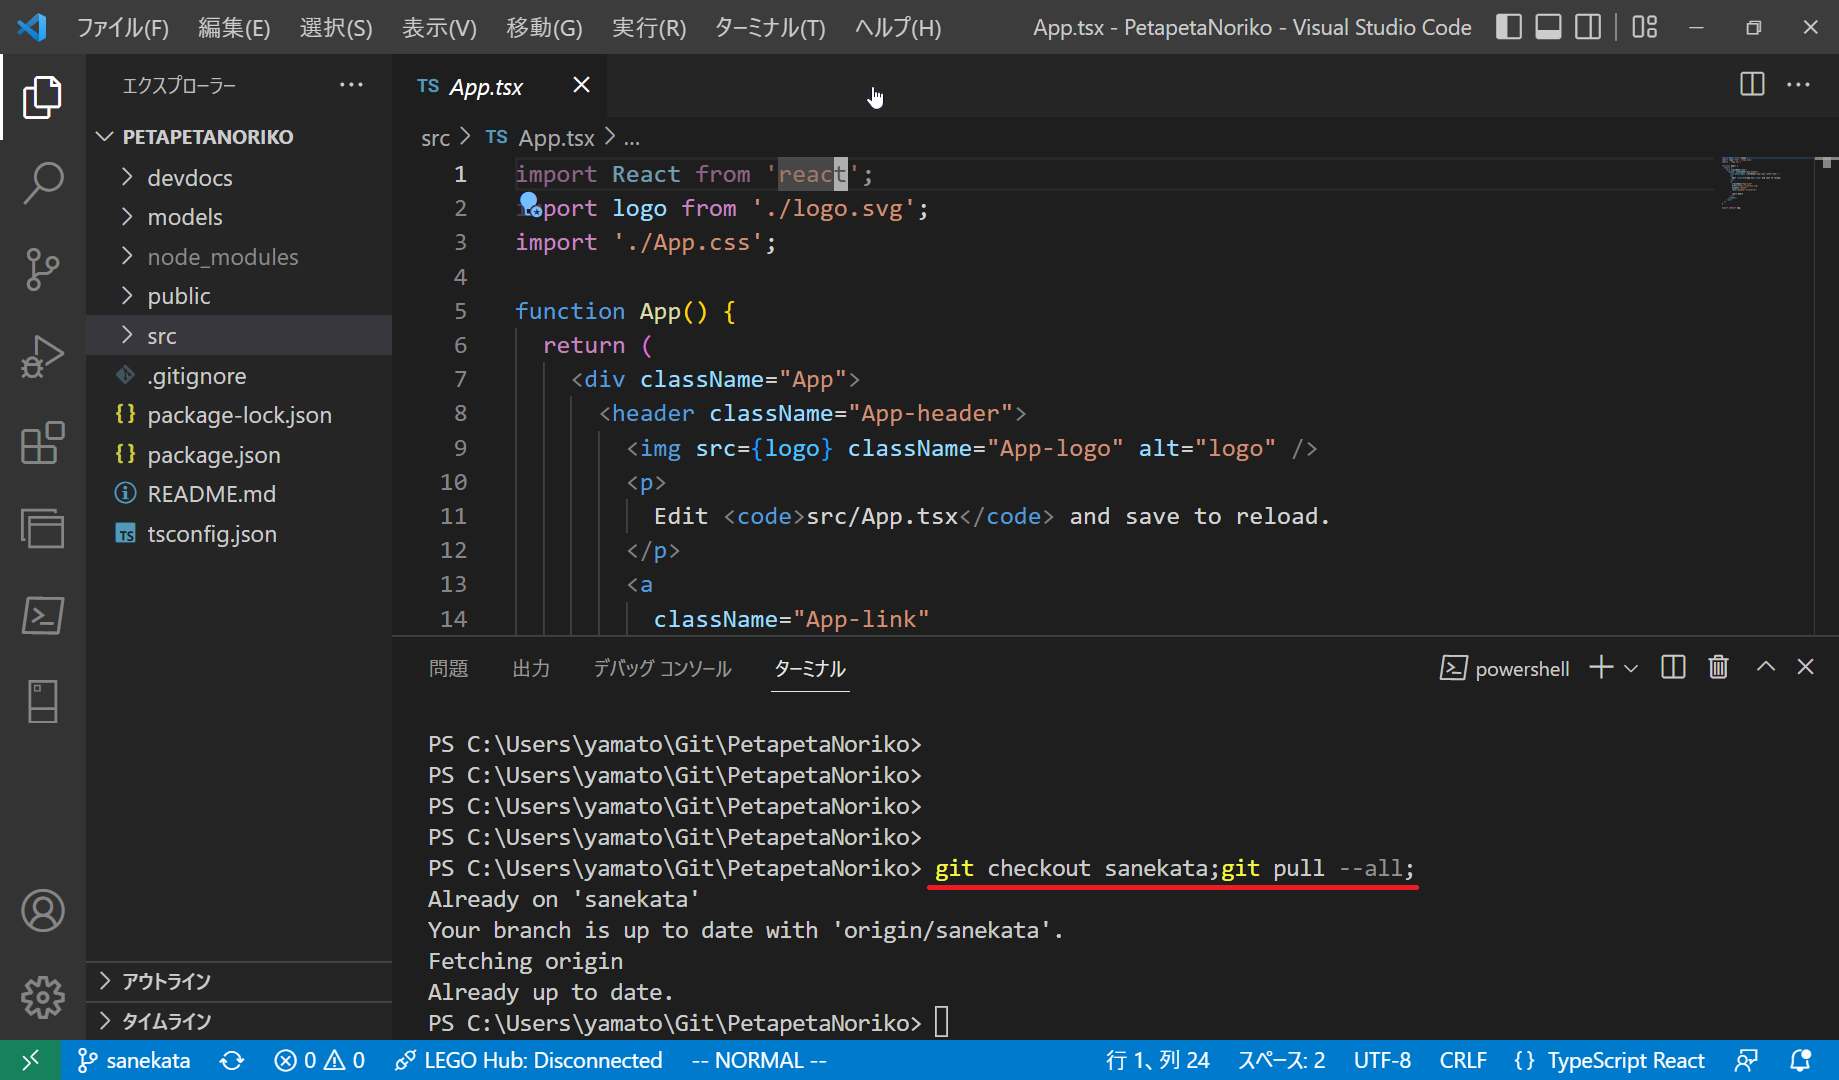 ファイル(F) 編集(E) 選択(S) 表示(V) 移動(G) 実行(R) ターミナル(T) ヘルプ(H) App.tsx - PetapetaNoriko - Visual Studio Code
エクスプローラー ...
PETAPETANORIKO
devdocs
models
node_modules
public
src
.gitignore
{} package-lock.json
{} package.json
README.md
TS tsconfig.json
アウトライン
タイムライン
TS App.tsx
src > TS App.tsx > ...
1 import React from 'react';
2 import logo from './logo.svg';
3 import './App.css';
4
5 function App() {
6 return (
7 <div className="App">
8 <header className="App-header">
9 <img src={logo} className="App-logo" alt="logo" />
10 <p>
11 Edit <code>src/App.tsx</code> and save to reload.
12 </p>
13 <a
14 className="App-link"
問題 出力 デバッグ コンソール ターミナル powershell
PS C:\Users\yamato\Git\PetapetaNoriko>
PS C:\Users\yamato\Git\PetapetaNoriko>
PS C:\Users\yamato\Git\PetapetaNoriko>
PS C:\Users\yamato\Git\PetapetaNoriko>
PS C:\Users\yamato\Git\PetapetaNoriko> git checkout sanekata;git pull --all;
Already on 'sanekata'
Your branch is up to date with 'origin/sanekata'.
Fetching origin
Already up to date.
PS C:\Users\yamato\Git\PetapetaNoriko>
sanekata 0 0 LEGO Hub: Disconnected -- NORMAL -- 行 1、列 24 スペース: 2 UTF-8 CRLF {} TypeScript React